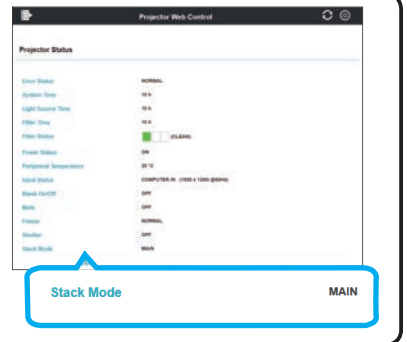 Projector Web Control
Projector Status
Error Status NORMAL
System Time 10 h
Light Source Time 10 h
Filter Time 10 h
Filter Status (CLEAN)
Power Status ON
Peripheral Temperature 25 °C
Input Status COMPUTER IN (1920 x 1200 @60Hz)
Blank On/Off OFF
Mute OFF
Freeze NORMAL
Shutter OFF
Stack Mode MAIN
Stack Mode MAIN